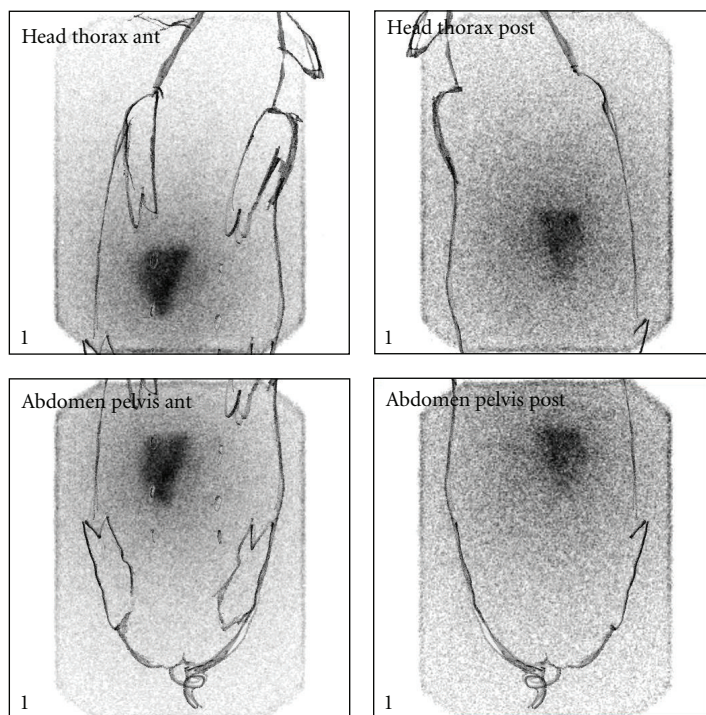 Head thorax ant
1
Head thorax post
1
Abdomen pelvis ant
1
Abdomen pelvis post
1